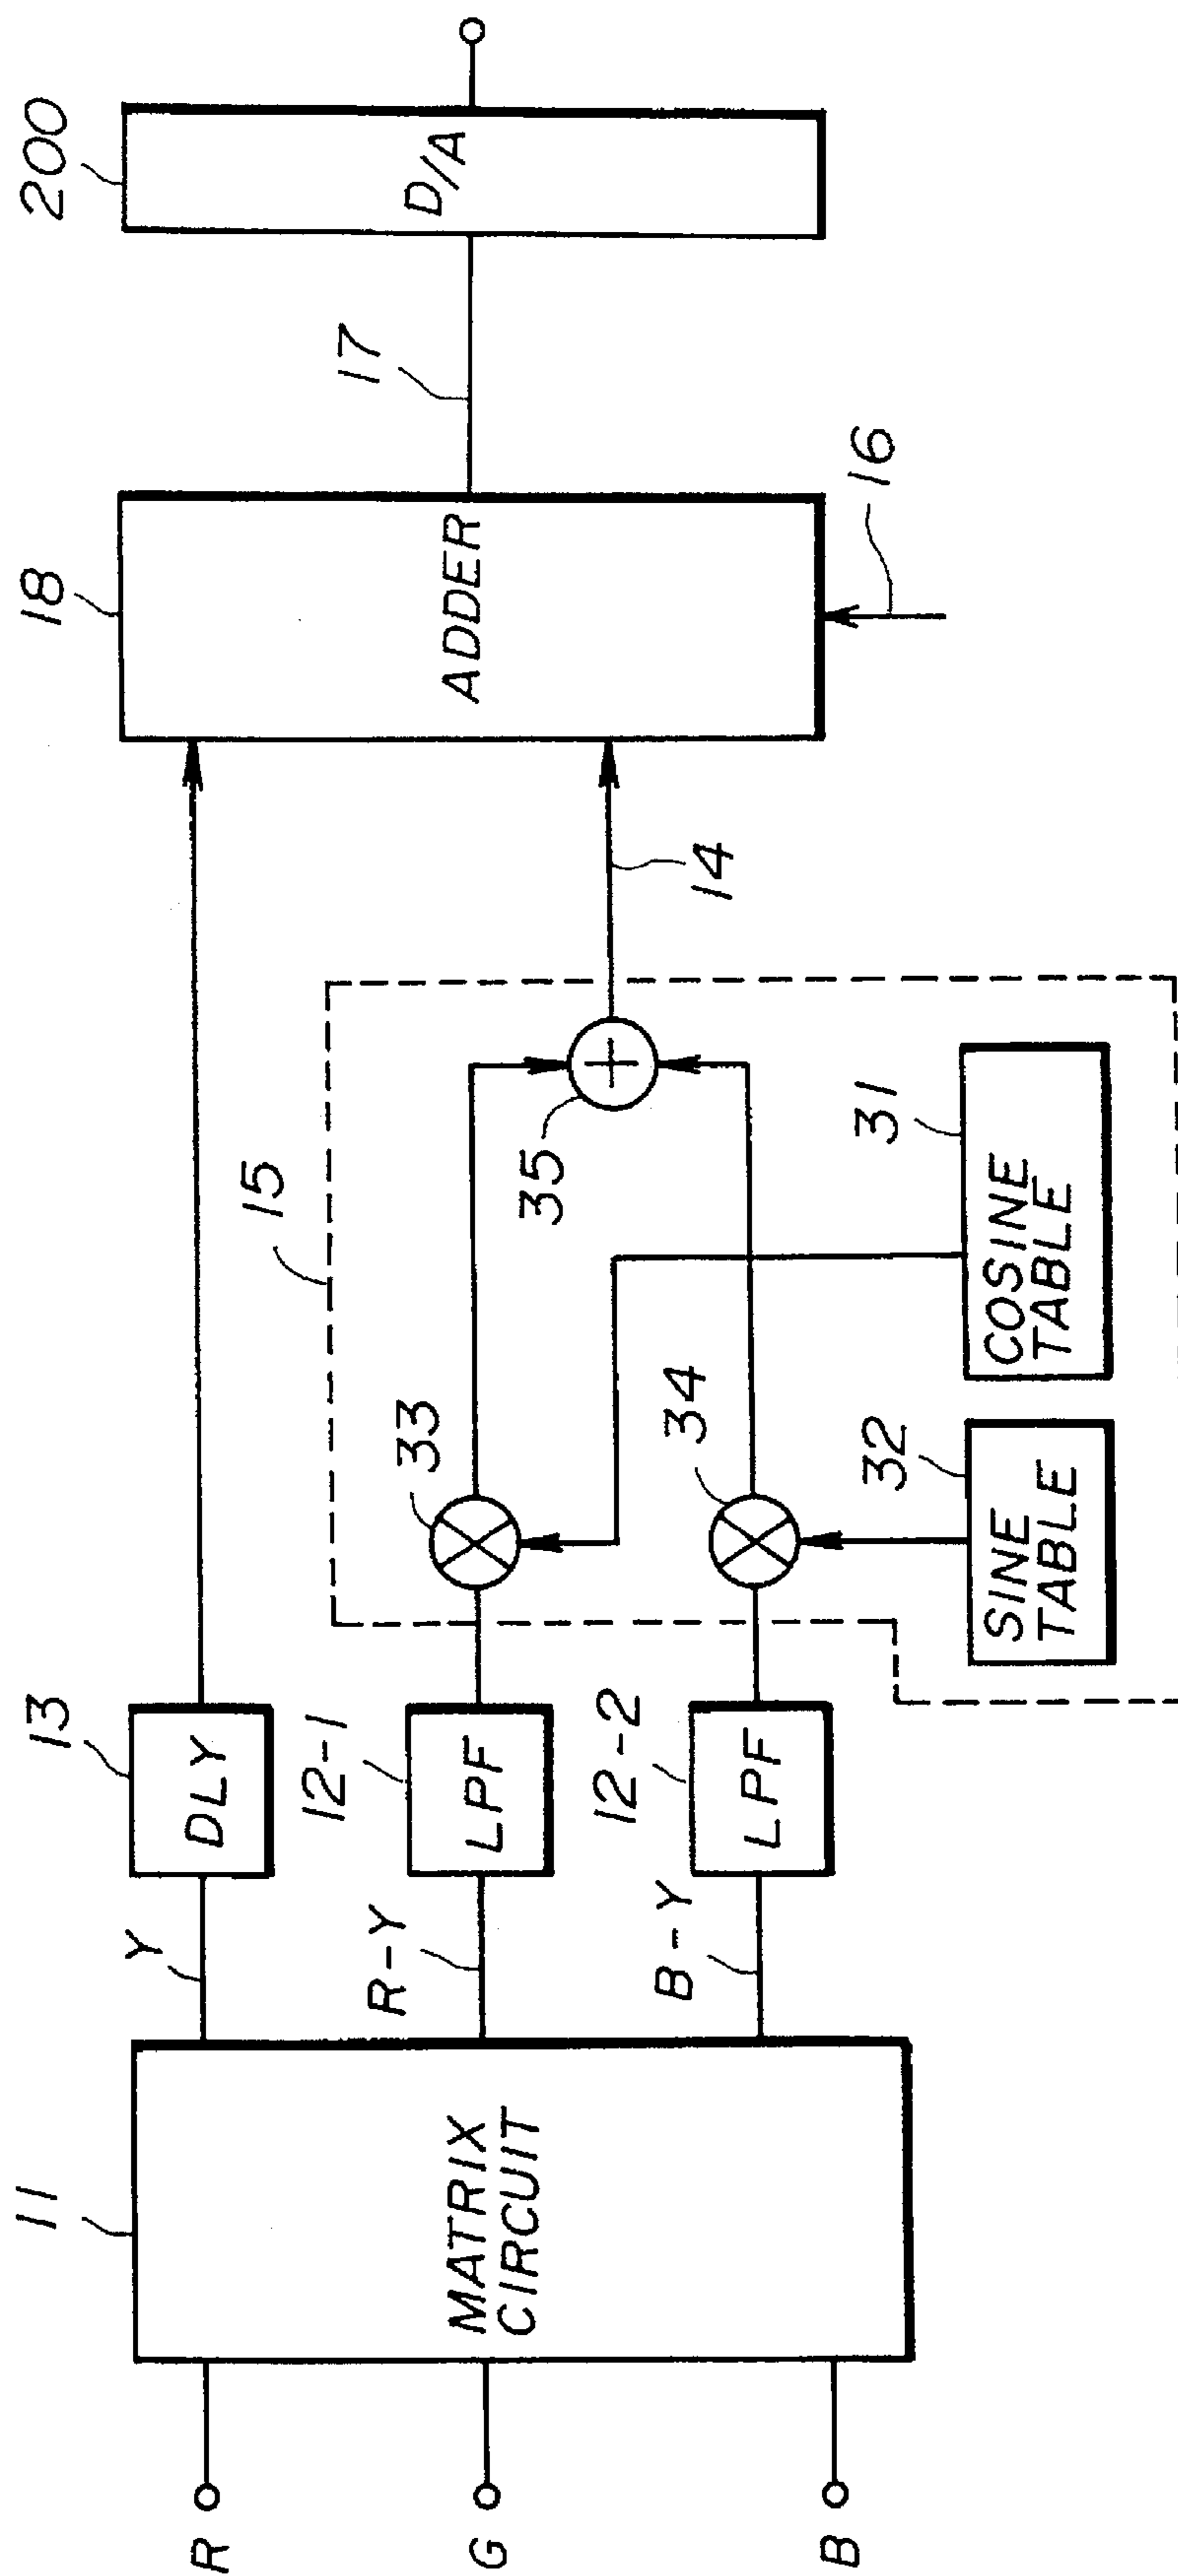 R
G
B
11
MATRIX
CIRCUIT
Y
R-Y
B-Y
13
DLY
12-1
LPF
12-2
LPF
15
33
34
35
SINE
TABLE
32
COSINE
TABLE
31
14
18
ADDER
16
17
200
D/A